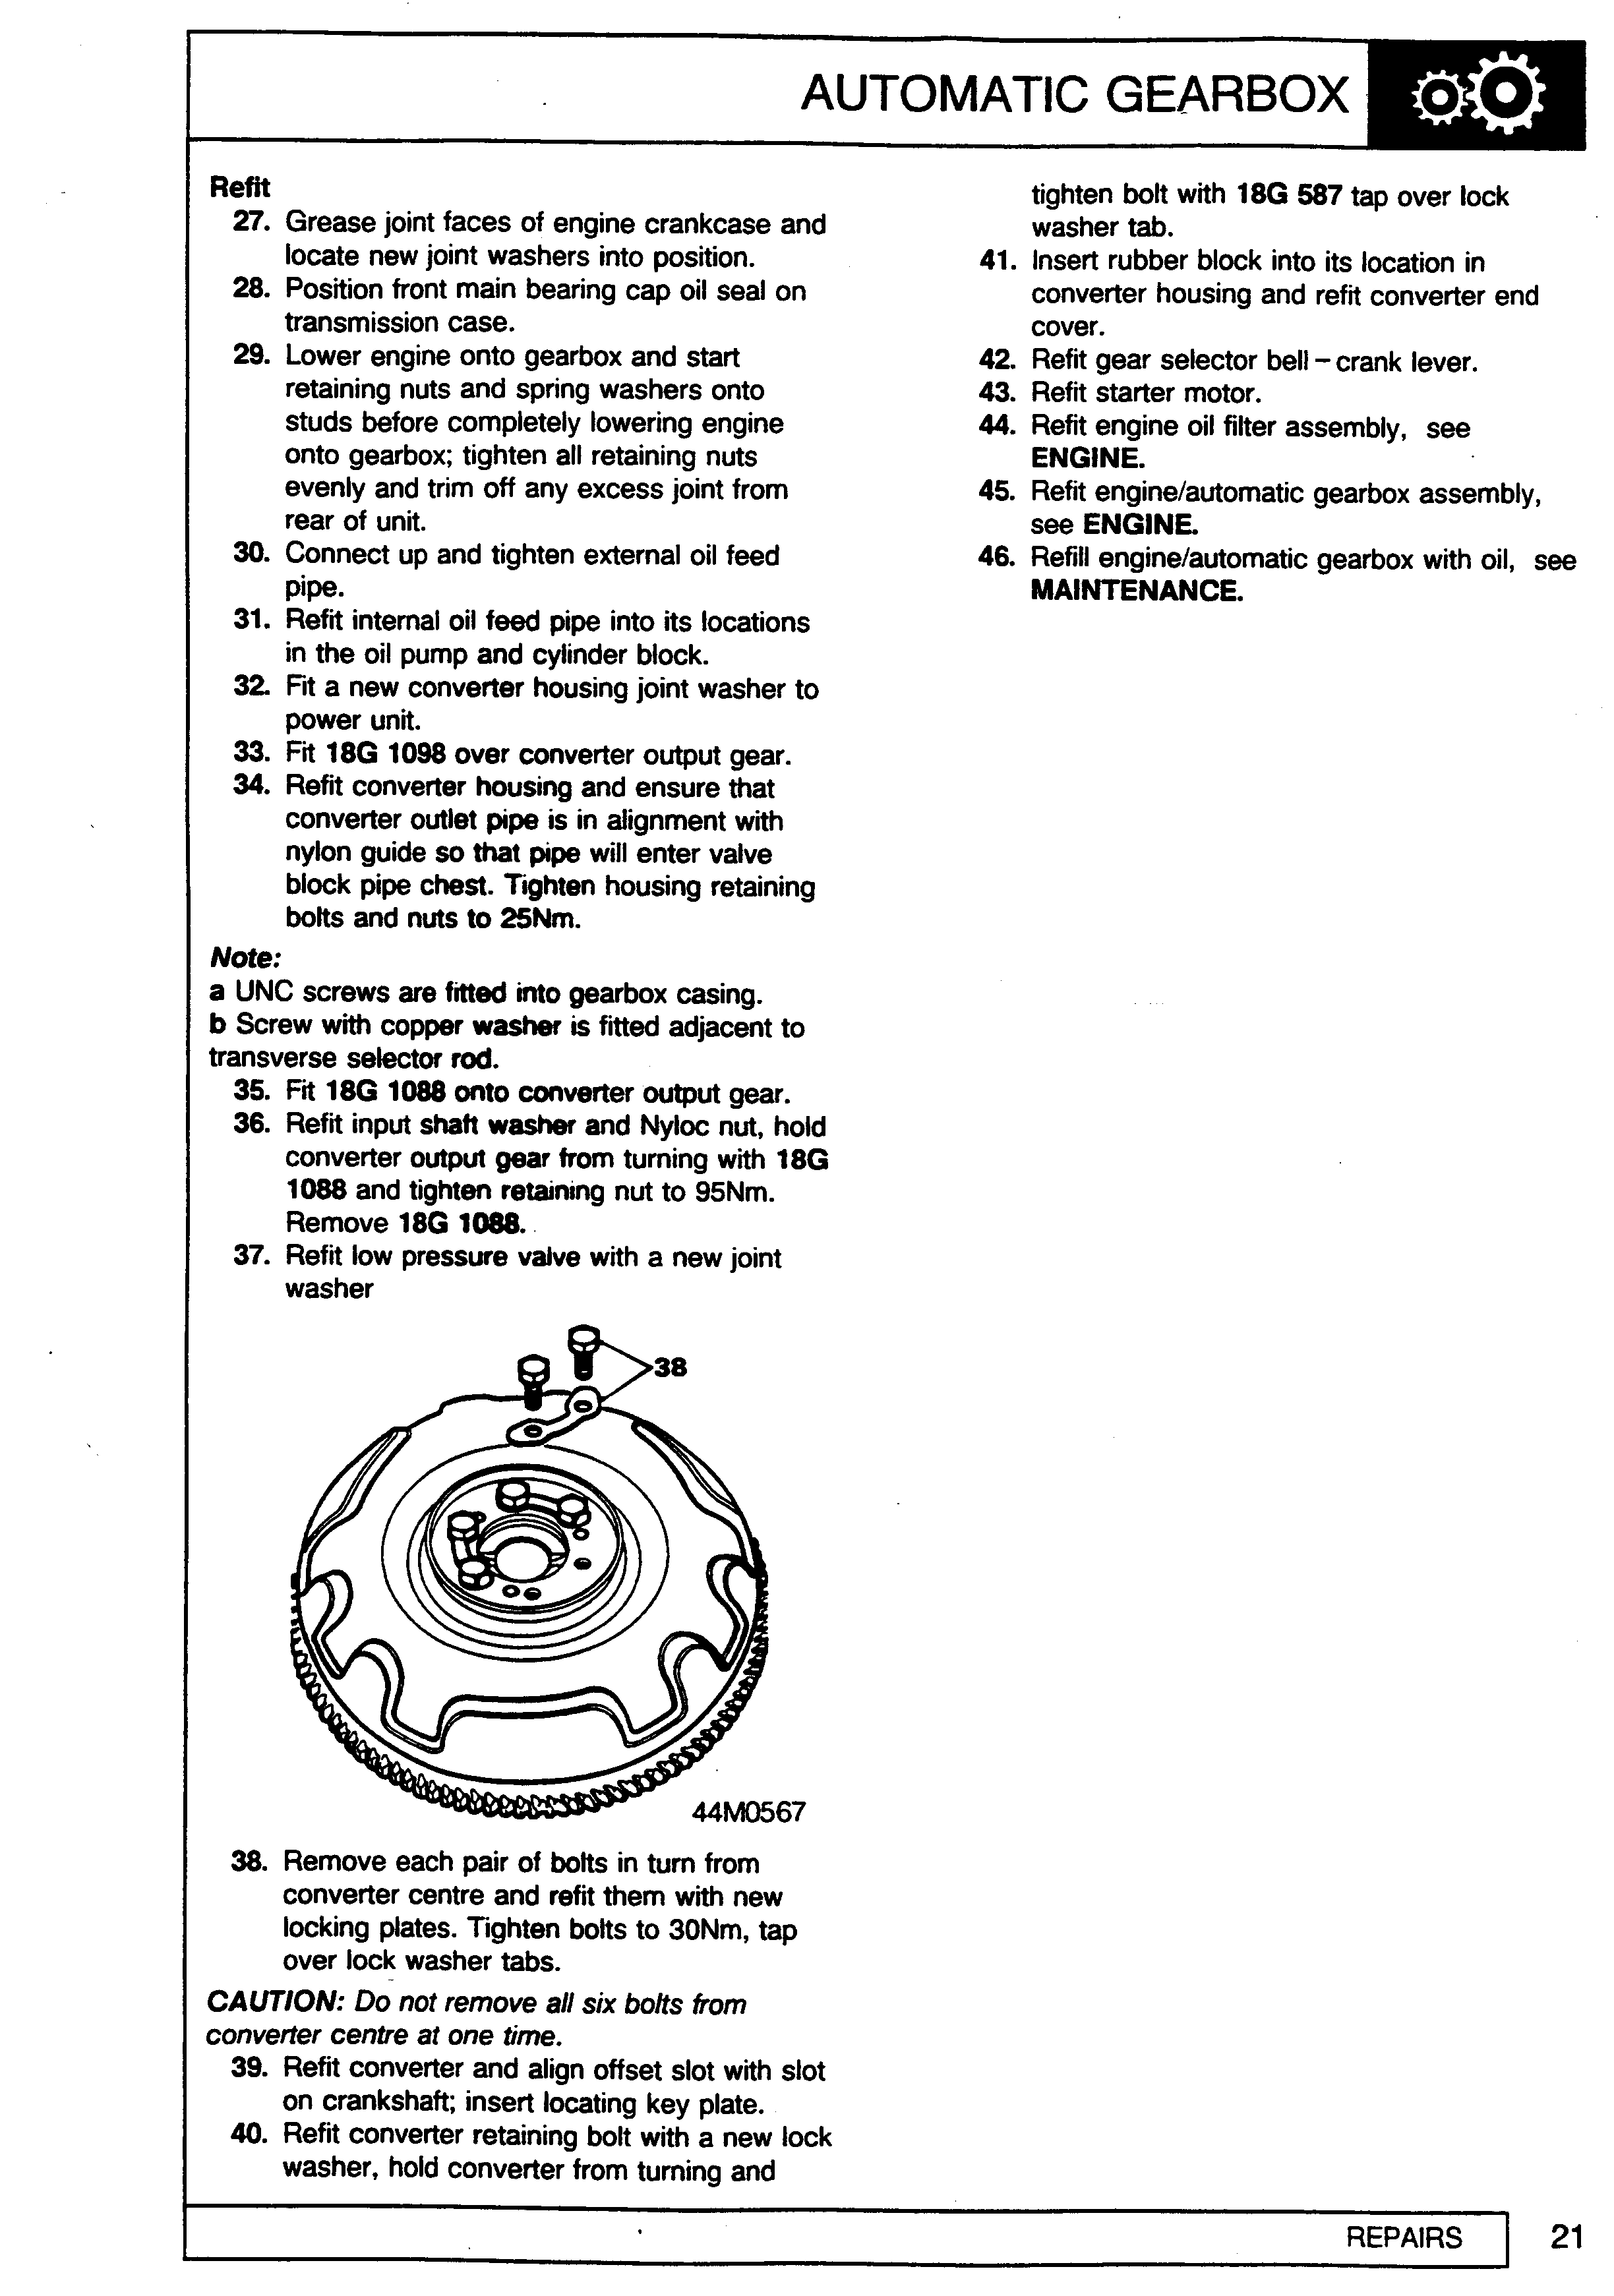 AUTOMATIC GEARBOX
Refit
27. Grease joint faces of engine crankcase and
locate new joint washers into position.
28. Position front main bearing cap oil seal on
transmission case.
29. Lower engine onto gearbox and start
retaining nuts and spring washers onto
studs before completely lowering engine
onto gearbox; tighten all retaining nuts
evenly and trim off any excess joint from
rear of unit.
30. Connect up and tighten external oil feed
pipe.
31. Refit internal oil feed pipe into its locations
in the oil pump and cylinder block.
32. Fit a new converter housing joint washer to
power unit.
33. Fit 18G 1098 over converter output gear.
34. Refit converter housing and ensure that
converter outlet pipe is in alignment with
nylon guide so that pipe will enter valve
block pipe chest. Tighten housing retaining
bolts and nuts to 25Nm.
Note:
a UNC screws are fitted into gearbox casing.
b Screw with copper washer is fitted adjacent to
transverse selector rod.
35. Fit 18G 1088 onto converter output gear.
36. Refit input shaft washer and Nyloc nut, hold
converter output gear from turning with 18G
1088 and tighten retaining nut to 95Nm.
Remove 18G 1088.
37. Refit low pressure valve with a new joint
washer
38
44M0567
38. Remove each pair of bolts in turn from
converter centre and refit them with new
locking plates. Tighten bolts to 30Nm, tap
over lock washer tabs.
CAUTION: Do not remove all six bolts from
converter centre at one time.
39. Refit converter and align offset slot with slot
on crankshaft; insert locating key plate.
40. Refit converter retaining bolt with a new lock
washer, hold converter from turning and
tighten bolt with 18G 587 tap over lock
washer tab.
41. Insert rubber block into its location in
converter housing and refit converter end
cover.
42. Refit gear selector bell – crank lever.
43. Refit starter motor.
44. Refit engine oil filter assembly, see
ENGINE.
45. Refit engine/automatic gearbox assembly,
see ENGINE.
46. Refill engine/automatic gearbox with oil, see
MAINTENANCE.
REPAIRS
21